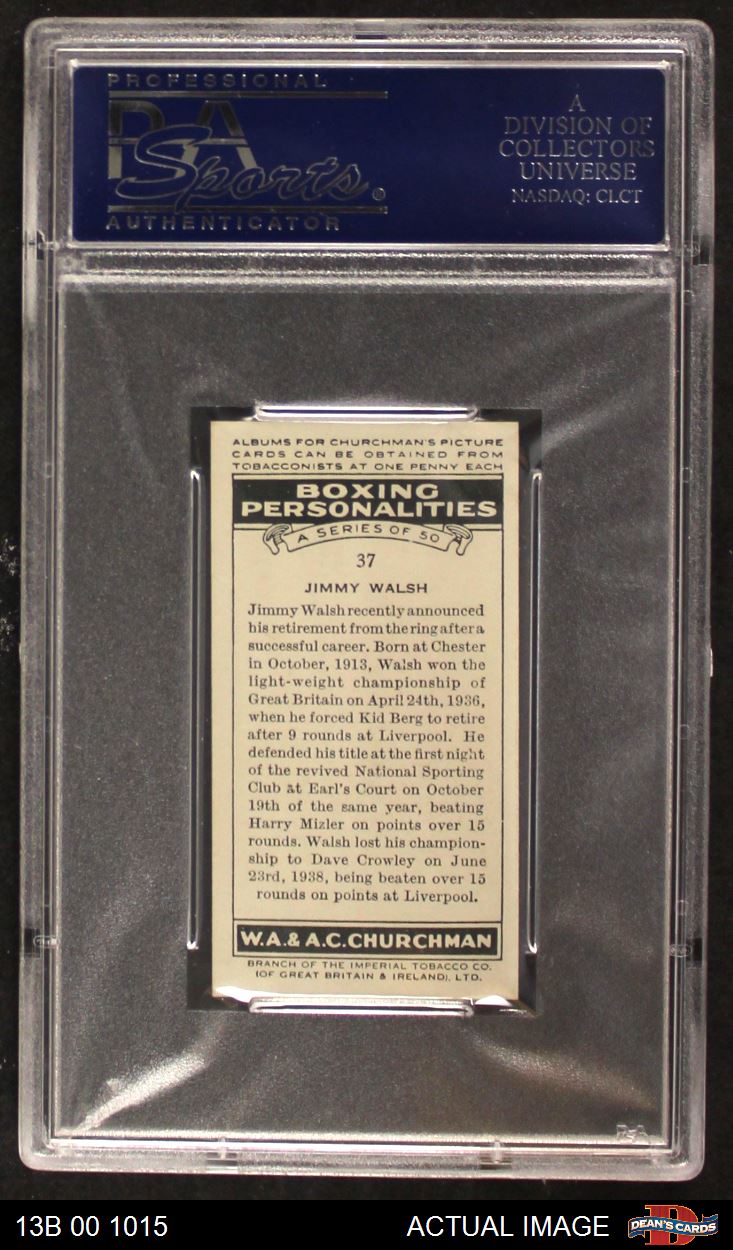 PROFESSIONAL
PSA
Sports
AUTHENTICATOR
A
DIVISION OF
COLLECTORS
UNIVERSE
NASDAQ: CLCT
ALBUMS FOR CHURCHMAN'S PICTURE
CARDS CAN BE OBTAINED FROM
TOBACCONISTS AT ONE PENNY EACH
BOXING
PERSONALITIES
A SERIES OF 50
37
JIMMY WALSH
Jimmy Walsh recently announced
his retirement from the ring after a
successful career. Born at Chester
in October, 1913, Walsh won the
light-weight championship of
Great Britain on April 24th, 1936,
when he forced Kid Berg to retire
after 9 rounds at Liverpool. He
defended his title at the first night
of the revived National Sporting
Club at Earl's Court on October
19th of the same year, beating
Harry Mizler on points over 15
rounds. Walsh lost his champion-
ship to Dave Crowley on June
23rd, 1938, being beaten over 15
rounds on points at Liverpool.
W.A. & A.C. CHURCHMAN
BRANCH OF THE IMPERIAL TOBACCO CO.
(OF GREAT BRITAIN & IRELAND), LTD.
PSA
13B 00 1015 ACTUAL IMAGE DEAN'S CARDS